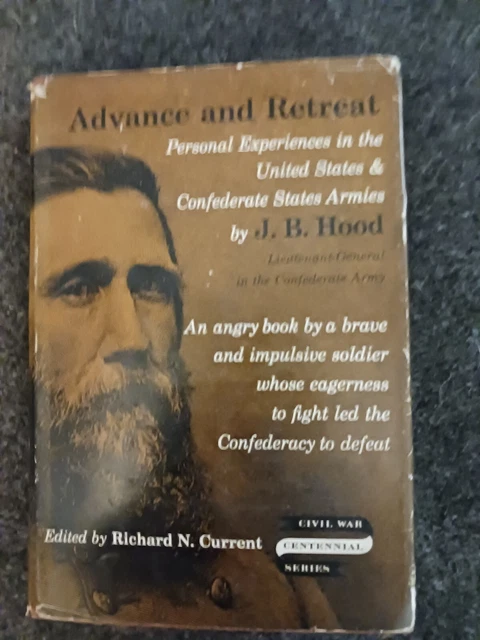 Advance and Retreat
Personal Experiences in the
United States &
Confederate States Armies
by J. B. Hood
Lieutenant-General
in the Confederate Army
An angry book by a brave
and impulsive soldier
whose eagerness
to fight led the
Confederacy to defeat
Edited by Richard N. Current
CIVIL WAR
CENTENNIAL
SERIES